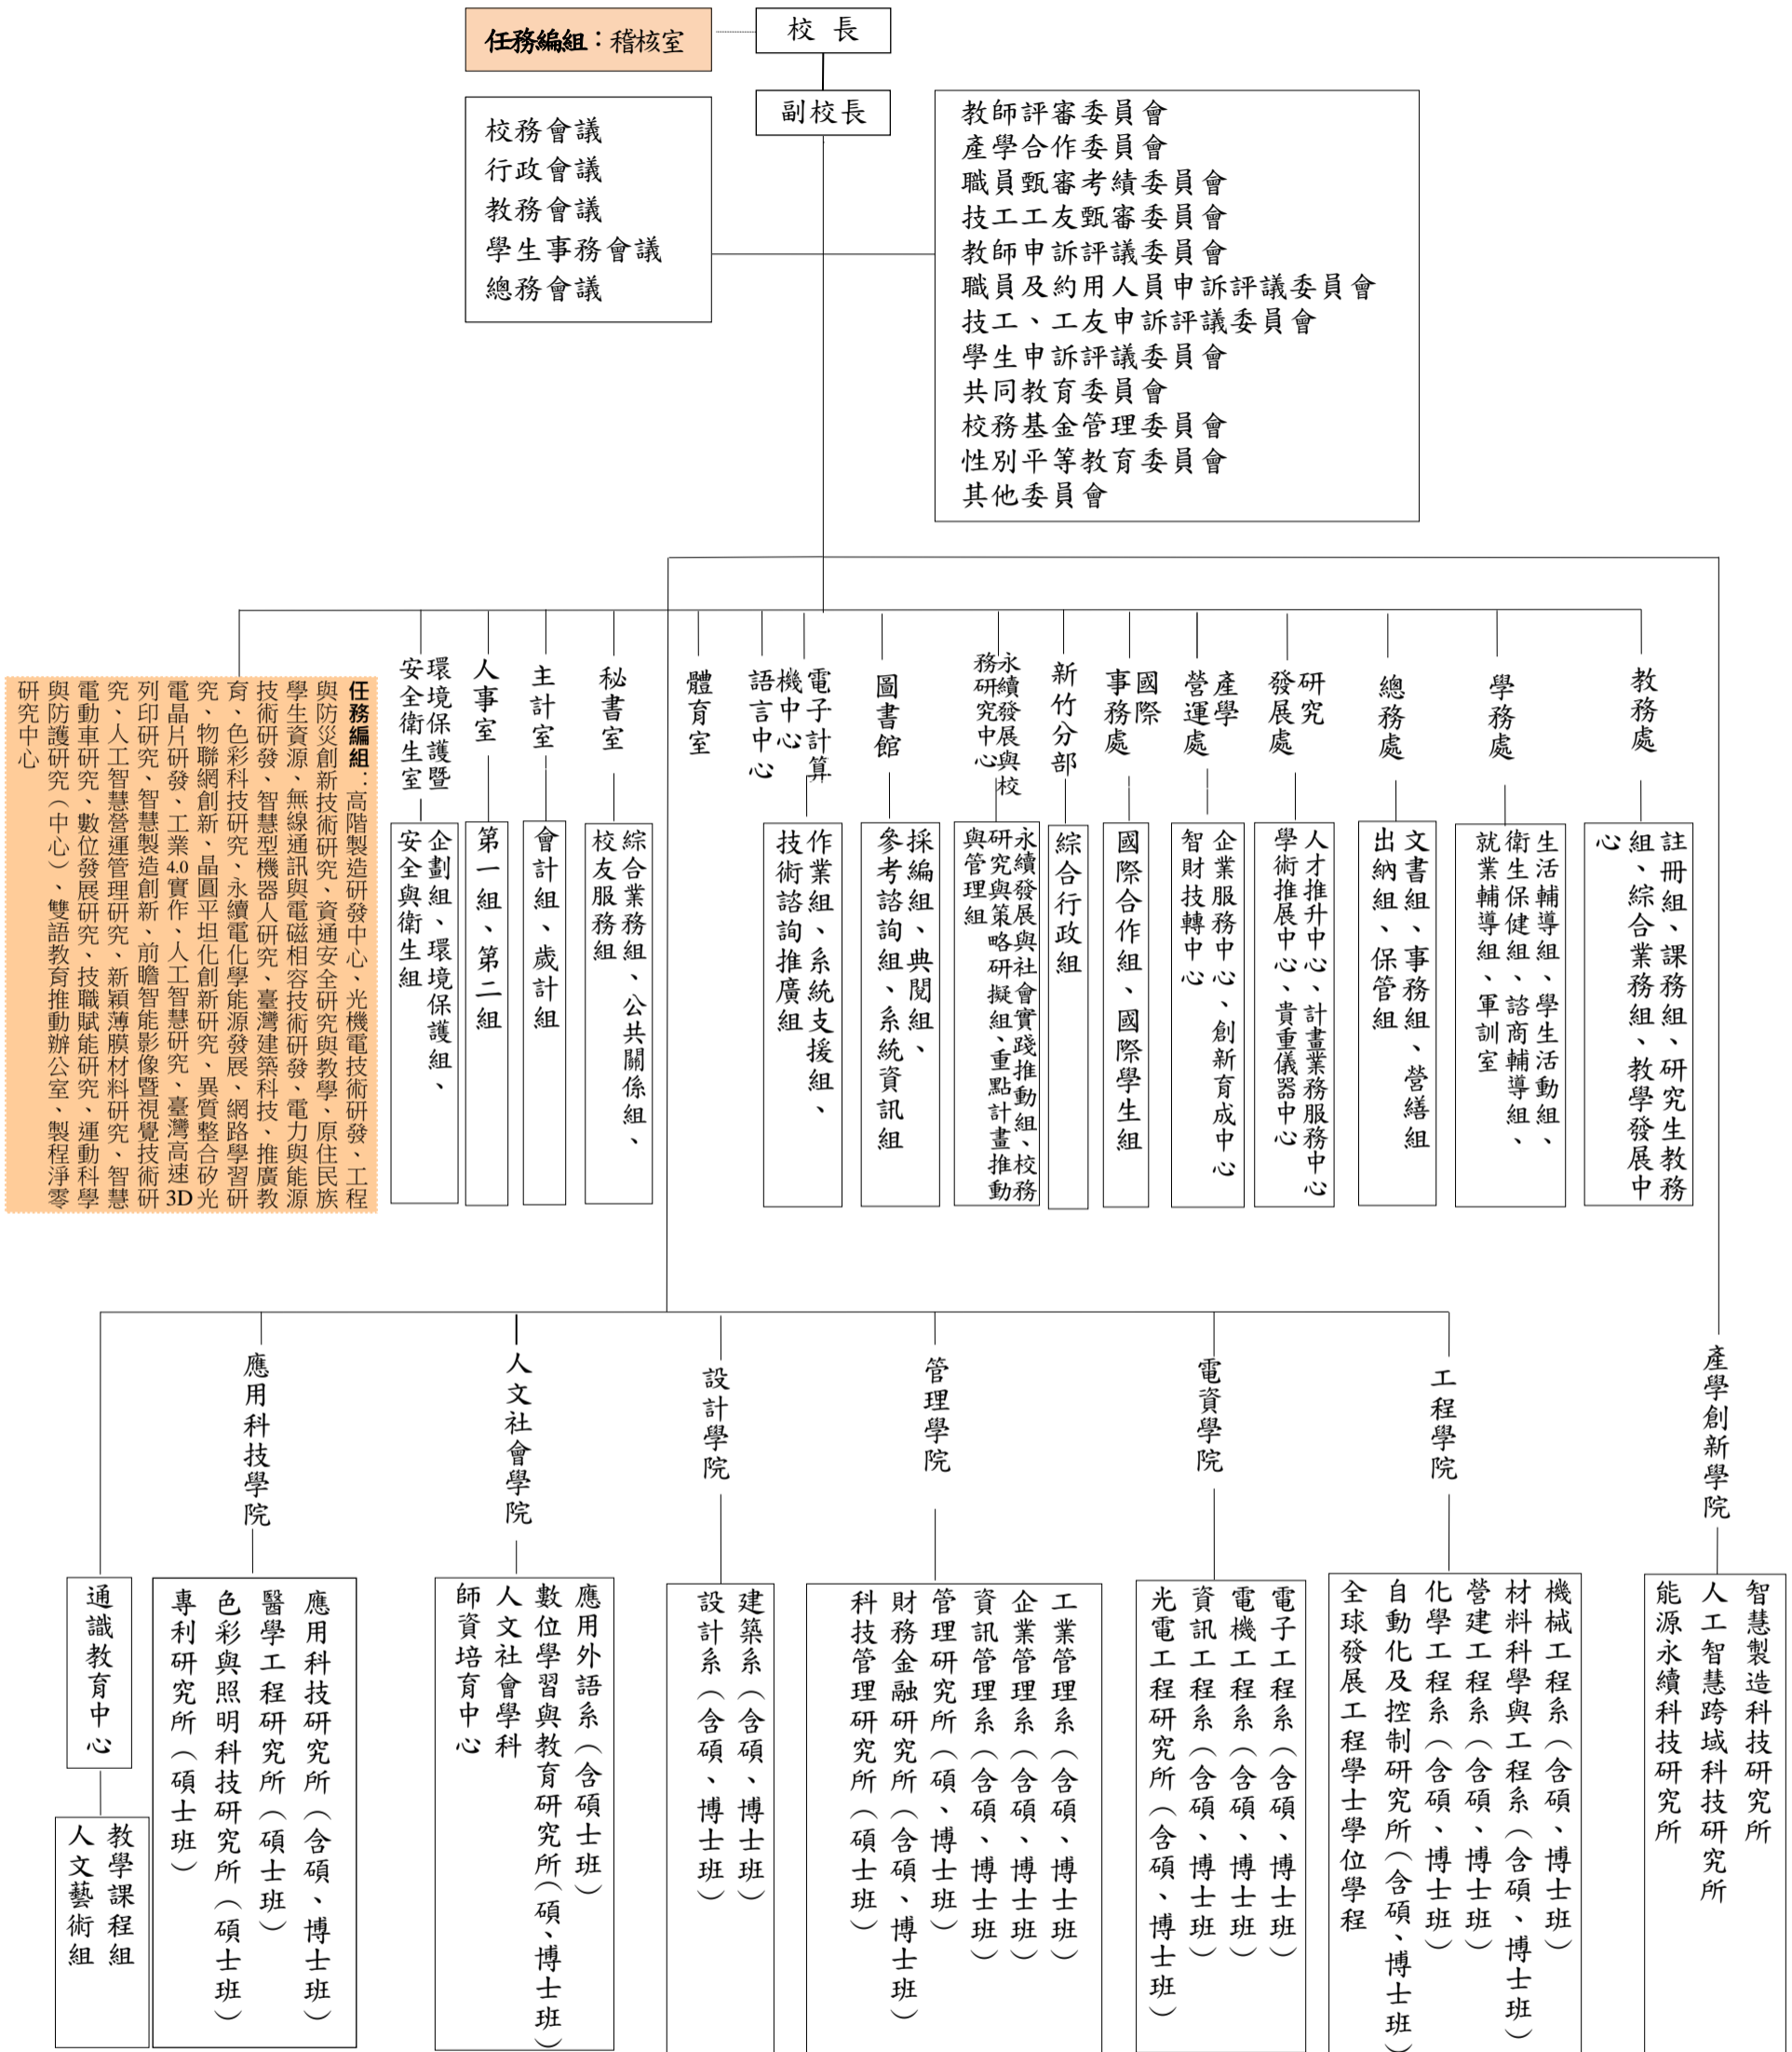 任務編組：稽核室
校 長
副校長
校務會議
行政會議
教務會議
學生事務會議
總務會議
教師評審委員會
產學合作委員會
職員甄審考績委員會
技工工友甄審委員會
教師申訴評議委員會
職員及約用人員申訴評議委員會
技工、工友申訴評議委員會
學生申訴評議委員會
共同教育委員會
校務基金管理委員會
性別平等教育委員會
其他委員會
教務處
註冊組、課務組、研究生教務
組、綜合業務組、教學發展中
心
學務處
生活輔導組、學生活動組、
衛生保健組、諮商輔導組、
就業輔導組、軍訓室
總務處
文書組、事務組、營繕組
出納組、保管組
研究
發展處
人才推升中心、計畫業務服務中心
學術推展中心、貴重儀器中心
產學
營運處
企業服務中心、創新育成中心
智財技轉中心
國際
事務處
國際合作組、國際學生組
新竹分部
綜合行政組
永續發展與校
務研究中心
永續發展與社會實踐推動組、校務
研究與策略研擬組、重點計畫推動
與管理組
圖書館
採編組、典閱組、
參考諮詢組、系統資訊組
電子計算
機中心
作業組、系統支援組、
技術諮詢推廣組
語言中心
體育室
秘書室
綜合業務組、公共關係組、
校友服務組
主計室
會計組、歲計組
人事室
第一組、第二組
環境保護暨
安全衛生室
企劃組、環境保護組、
安全與衛生組
任務編組：高階製造研發中心、光機電技術研發、工程
與防災創新技術研究、資通安全研究與教學、原住民族
學生資源、無線通訊與電磁相容技術研發、電力與能源
技術研發、智慧型機器人研究、臺灣建築科技、推廣教
育、色彩科技研究、永續電化學能源發展、網路學習研
究、物聯網創新、晶圓平坦化創新研究、異質整合矽光
電晶片研發、工業4.0實作、人工智慧研究、臺灣高速3D
列印研究、智慧製造創新、前瞻智能影像暨視覺技術研
究、人工智慧營運管理研究、新穎薄膜材料研究、智慧
電動車研究、數位發展研究、技職賦能研究、運動科學
與防護研究（中心）、雙語教育推動辦公室、製程淨零
研究中心
產學創新學院
智慧製造科技研究所
人工智慧跨域科技研究所
能源永續科技研究所
工程學院
機械工程系（含碩、博士班）
材料科學與工程系（含碩、博士班）
營建工程系（含碩、博士班）
化學工程系（含碩、博士班）
自動化及控制研究所（含碩、博士班）
全球發展工程學士學位學程
電資學院
電子工程系（含碩、博士班）
電機工程系（含碩、博士班）
資訊工程系（含碩、博士班）
光電工程研究所（含碩、博士班）
管理學院
工業管理系（含碩、博士班）
企業管理系（含碩、博士班）
資訊管理系（含碩、博士班）
管理研究所（碩、博士班）
財務金融研究所（含碩、博士班）
科技管理研究所（碩士班）
設計學院
建築系（含碩、博士班）
設計系（含碩、博士班）
人文社會學院
應用外語系（含碩士班）
數位學習與教育研究所（碩、博士班）
人文社會學科
師資培育中心
應用科技學院
應用科技研究所（含碩、博士班）
醫學工程研究所（碩士班）
色彩與照明科技研究所（碩士班）
專利研究所（碩士班）
通識教育中心
教學課程組
人文藝術組